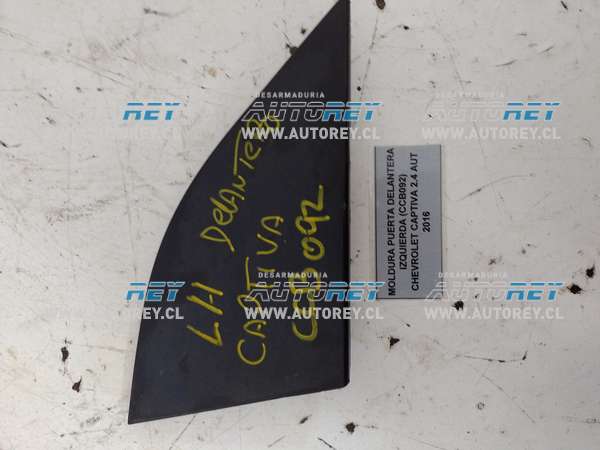 LH DELANTERA
CAPTIVA
CCB092
MOLDURA PUERTA DELANTERA
IZQUIERDA (CCB092)
CHEVROLET CAPTIVA 2.4 AUT
2016
DESARMADURIA
AUTOREY
WWW.AUTOREY.CL